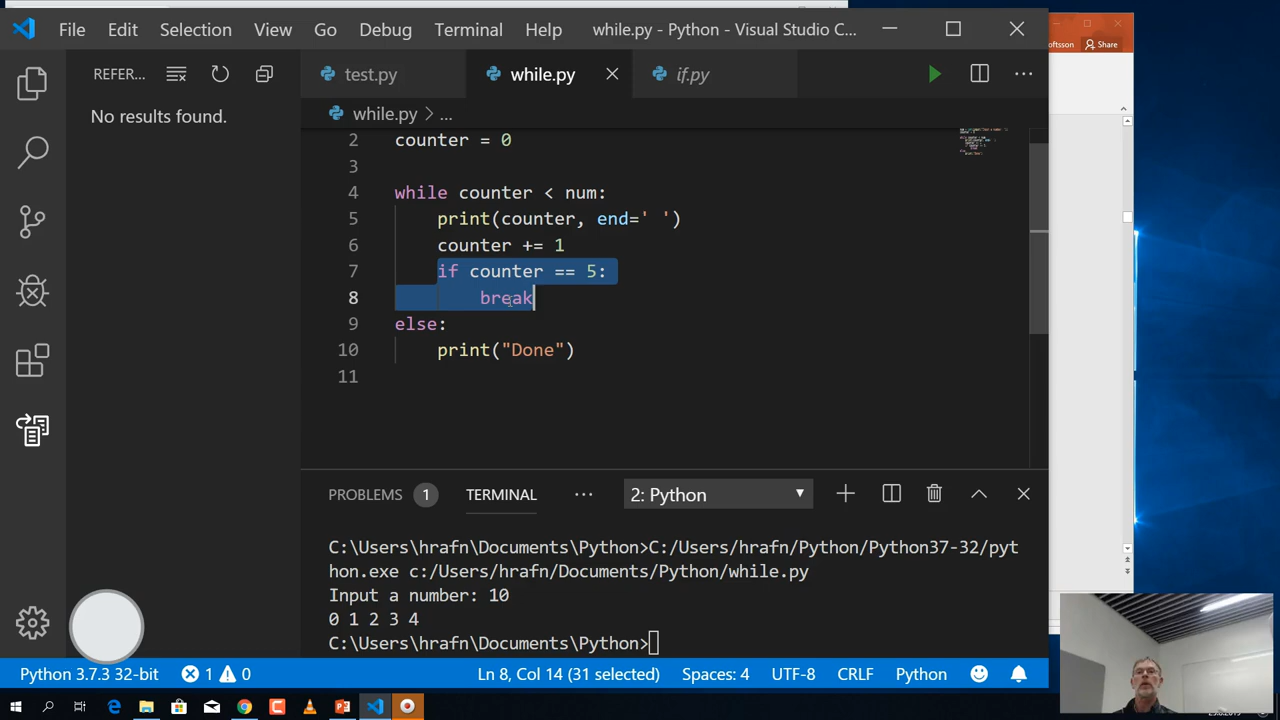 File Edit Selection View Go Debug Terminal Help while.py - Python - Visual Studio C...
oftsson Share
REFER...
test.py while.py if.py
No results found.
while.py > ...
2 counter = 0
3
4 while counter < num:
5 print(counter, end=' ')
6 counter += 1
7 if counter == 5:
8 break
9 else:
10 print("Done")
11
PROBLEMS 1 TERMINAL ... 2: Python
C:\Users\hrafn\Documents\Python>C:/Users/hrafn/Python/Python37-32/pyt
hon.exe c:/Users/hrafn/Documents/Python/while.py
Input a number: 10
0 1 2 3 4
C:\Users\hrafn\Documents\Python>
Python 3.7.3 32-bit 1 0 Ln 8, Col 14 (31 selected) Spaces: 4 UTF-8 CRLF Python